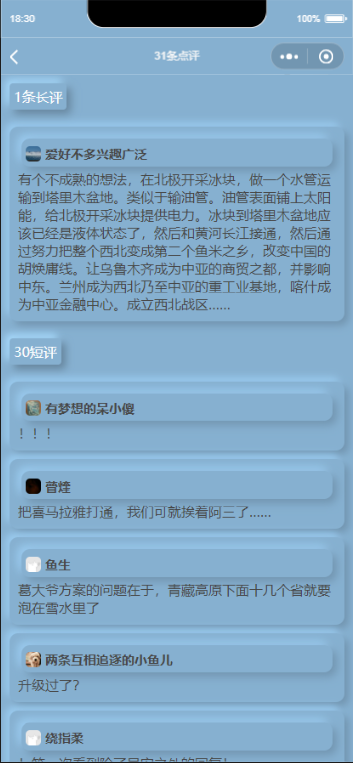 18:30
100%
31条点评
1条长评
爱好不多兴趣广泛
有个不成熟的想法，在北极开采冰块，做一个水管运
输到塔里木盆地。类似于输油管。油管表面铺上太阳
能，给北极开采冰块提供电力。冰块到塔里木盆地应
该已经是液体状态了，然后和黄河长江接通，然后通
过努力把整个西北变成第二个鱼米之乡，改变中国的
胡焕庸线。让乌鲁木齐成为中亚的商贸之都，并影响
中东。兰州成为西北乃至中亚的重工业基地，喀什成
为中亚金融中心。成立西北战区......
30短评
有梦想的呆小傻
！！！
曾煙
把喜马拉雅打通，我们可就挨着阿三了......
鱼生
葛大爷方案的问题在于，青藏高原下面十几个省就要
泡在雪水里了
两条互相追逐的小鱼儿
升级过了?
绕指柔